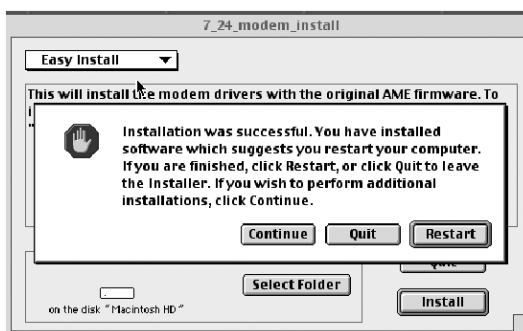 7_24_modem_install
Easy Install
This will install the modem drivers with the original AME firmware. To
i
Installation was successful. You have installed
software which suggests you restart your computer.
If you are finished, click Restart, or click Quit to leave
the Installer. If you wish to perform additional
installations, click Continue.
Continue Quit Restart
Select Folder
on the disk "Macintosh HD"
Install